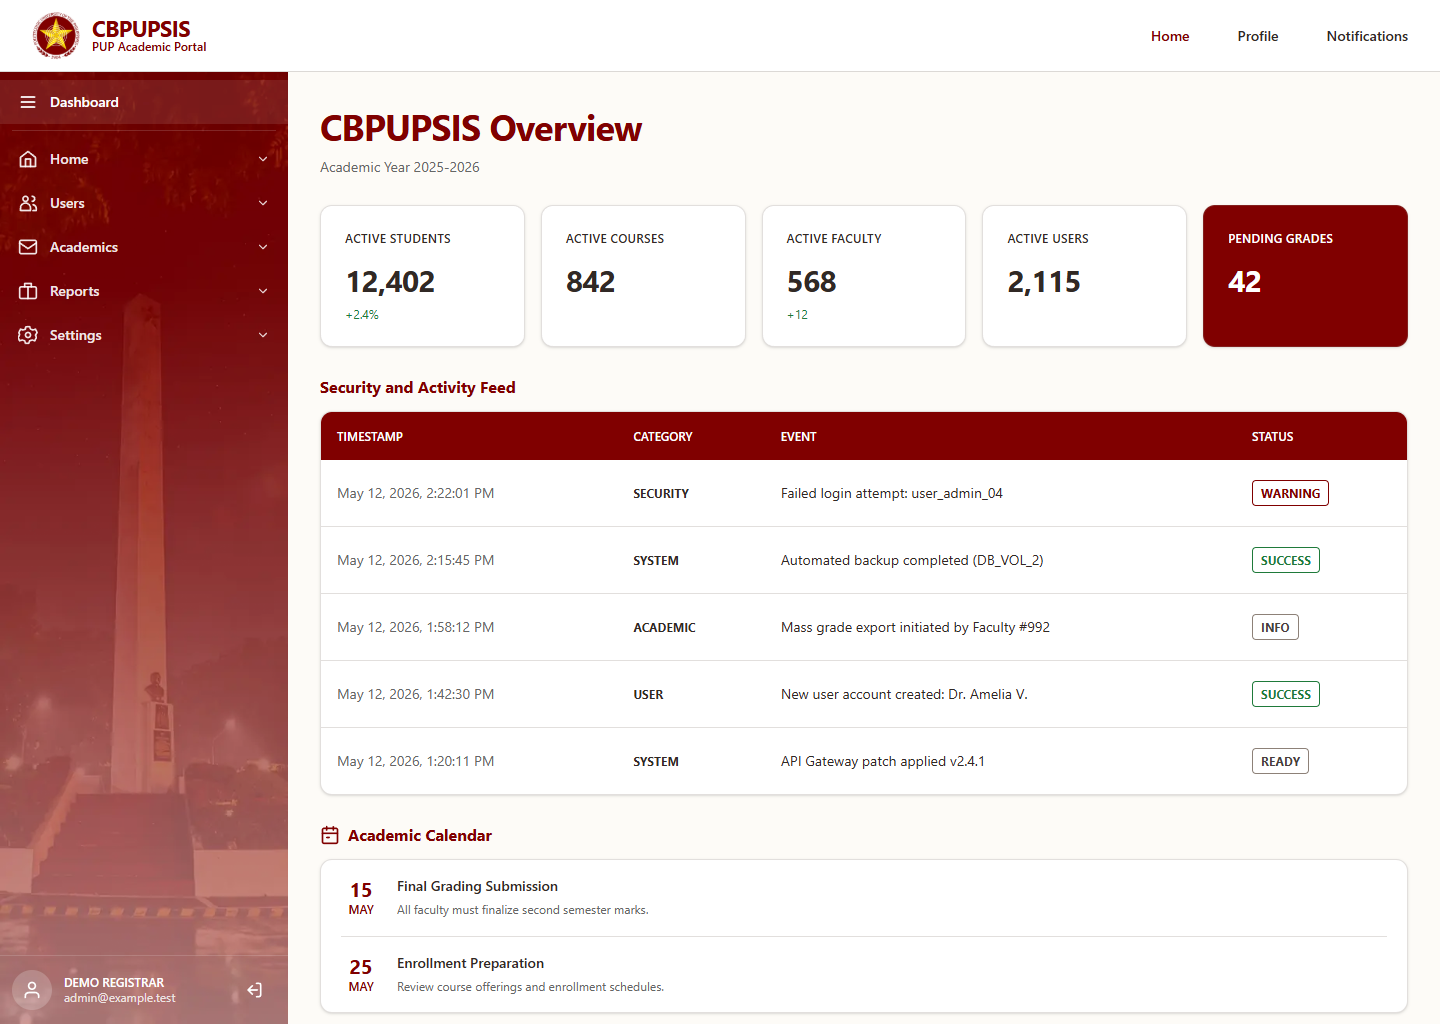 CBPUPSIS
PUP Academic Portal
Home
Profile
Notifications
Dashboard
Home
Users
Academics
Reports
Settings
DEMO REGISTRAR
admin@example.test
CBPUPSIS Overview
Academic Year 2025-2026
ACTIVE STUDENTS
12,402
+2.4%
ACTIVE COURSES
842
ACTIVE FACULTY
568
+12
ACTIVE USERS
2,115
PENDING GRADES
42
Security and Activity Feed
TIMESTAMP CATEGORY EVENT STATUS
May 12, 2026, 2:22:01 PM SECURITY Failed login attempt: user_admin_04 WARNING
May 12, 2026, 2:15:45 PM SYSTEM Automated backup completed (DB_VOL_2) SUCCESS
May 12, 2026, 1:58:12 PM ACADEMIC Mass grade export initiated by Faculty #992 INFO
May 12, 2026, 1:42:30 PM USER New user account created: Dr. Amelia V. SUCCESS
May 12, 2026, 1:20:11 PM SYSTEM API Gateway patch applied v2.4.1 READY
Academic Calendar
15 MAY
Final Grading Submission
All faculty must finalize second semester marks.
25 MAY
Enrollment Preparation
Review course offerings and enrollment schedules.